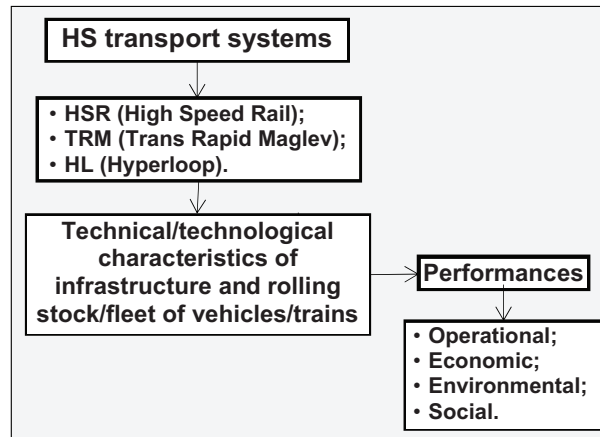 HS transport systems
• HSR (High Speed Rail);
• TRM (Trans Rapid Maglev);
• HL (Hyperloop).
Technical/technological
characteristics of
infrastructure and rolling
stock/fleet of vehicles/trains
Performances
• Operational;
• Economic;
• Environmental;
• Social.